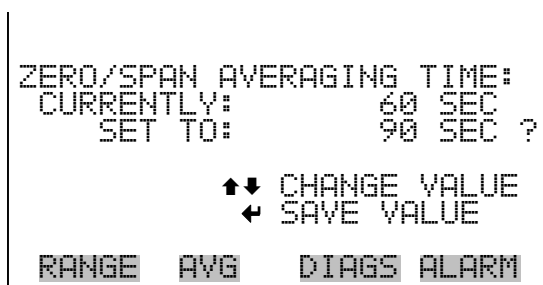 ZERO/SPAN AVERAGING TIME:
CURRENTLY: 60 SEC
SET TO: 90 SEC ?
⬆⬇ CHANGE VALUE
↵ SAVE VALUE
RANGE AVG DIAGS ALARM